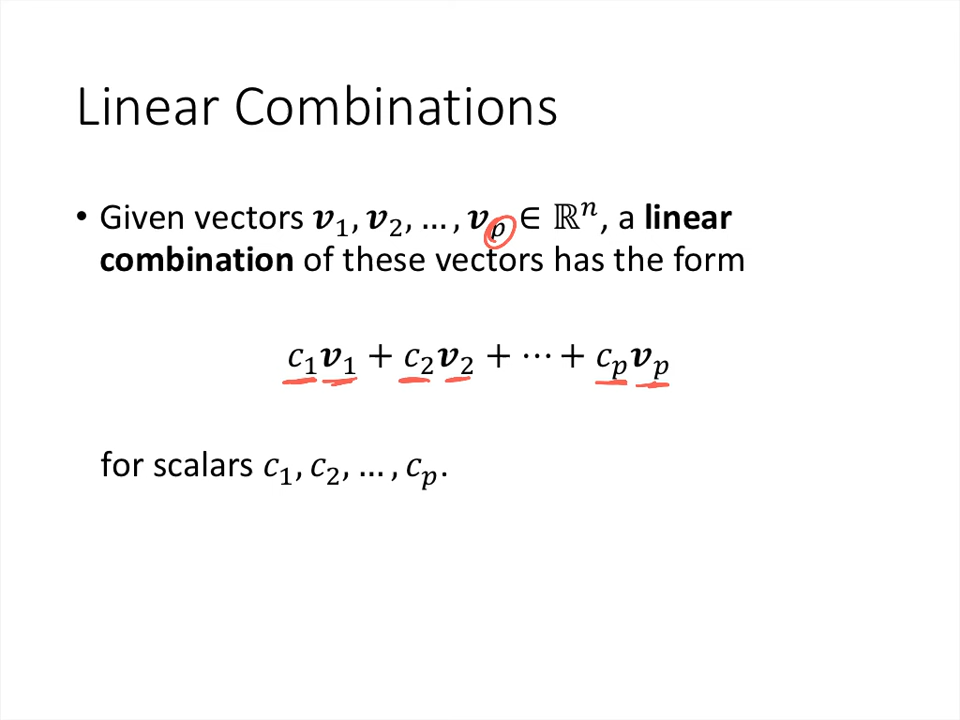 Linear Combinations
• Given vectors 𝒗₁, 𝒗₂, … , 𝒗ₚ ∈ ℝⁿ, a linear
combination of these vectors has the form
𝑐₁𝒗₁ + 𝑐₂𝒗₂ + ⋯ + 𝑐ₚ𝒗ₚ
for scalars 𝑐₁, 𝑐₂, … , 𝑐ₚ.